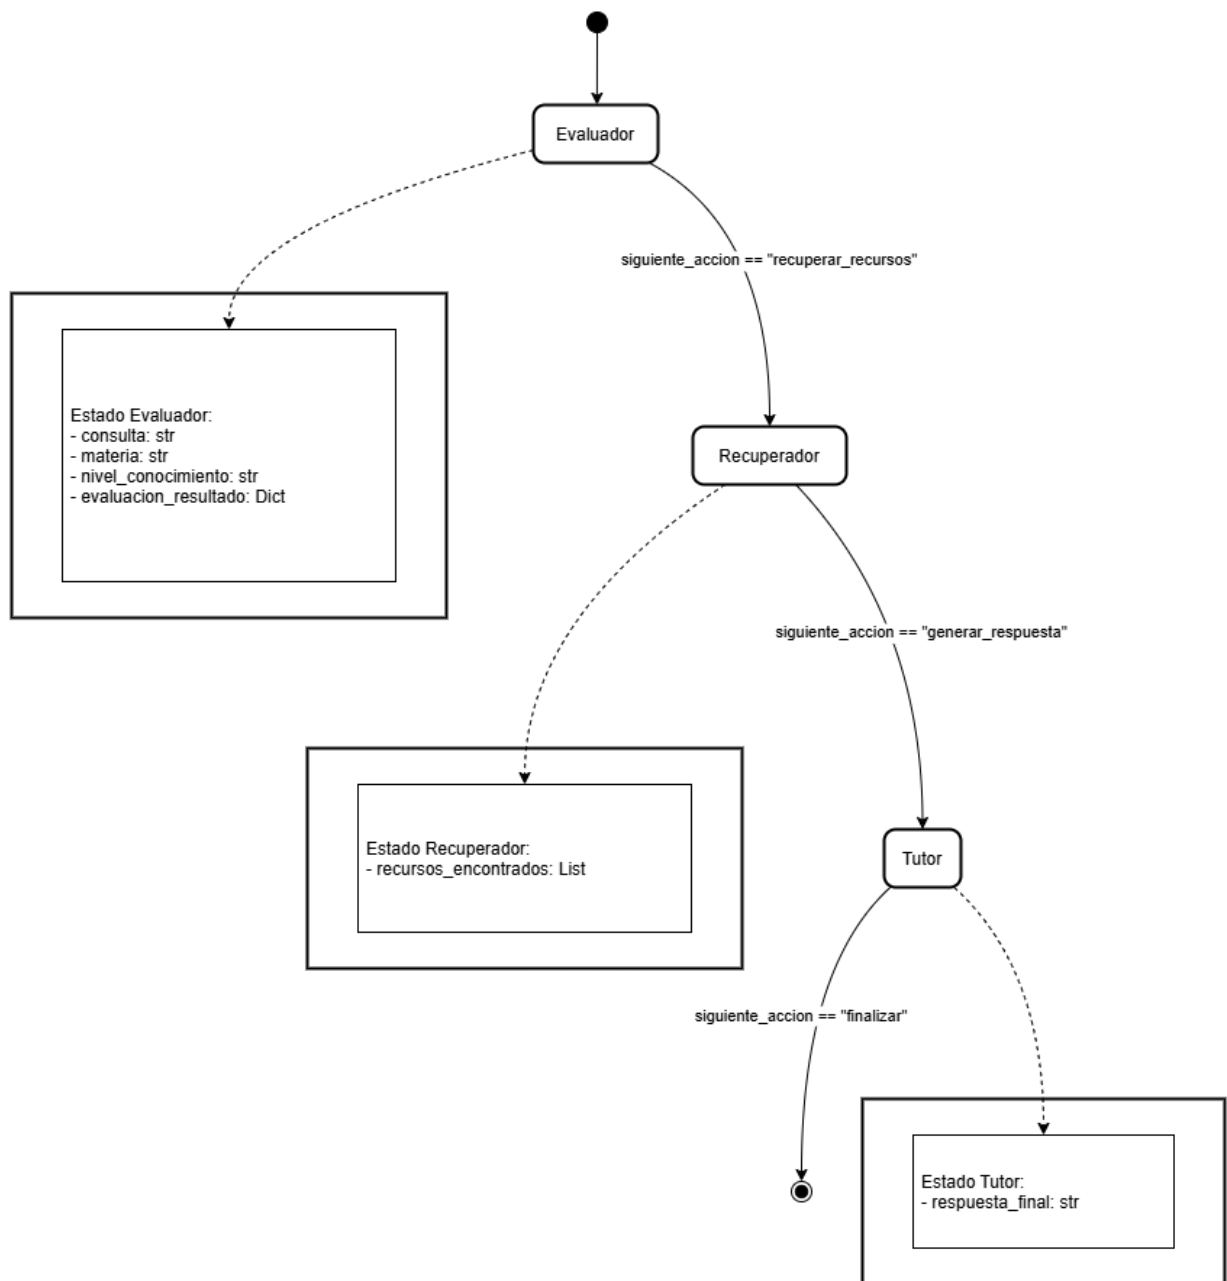 Evaluador
siguiente_accion == "recuperar_recursos"
Estado Evaluador:
- consulta: str
- materia: str
- nivel_conocimiento: str
- evaluacion_resultado: Dict
Recuperador
siguiente_accion == "generar_respuesta"
Estado Recuperador:
- recursos_encontrados: List
Tutor
siguiente_accion == "finalizar"
Estado Tutor:
- respuesta_final: str